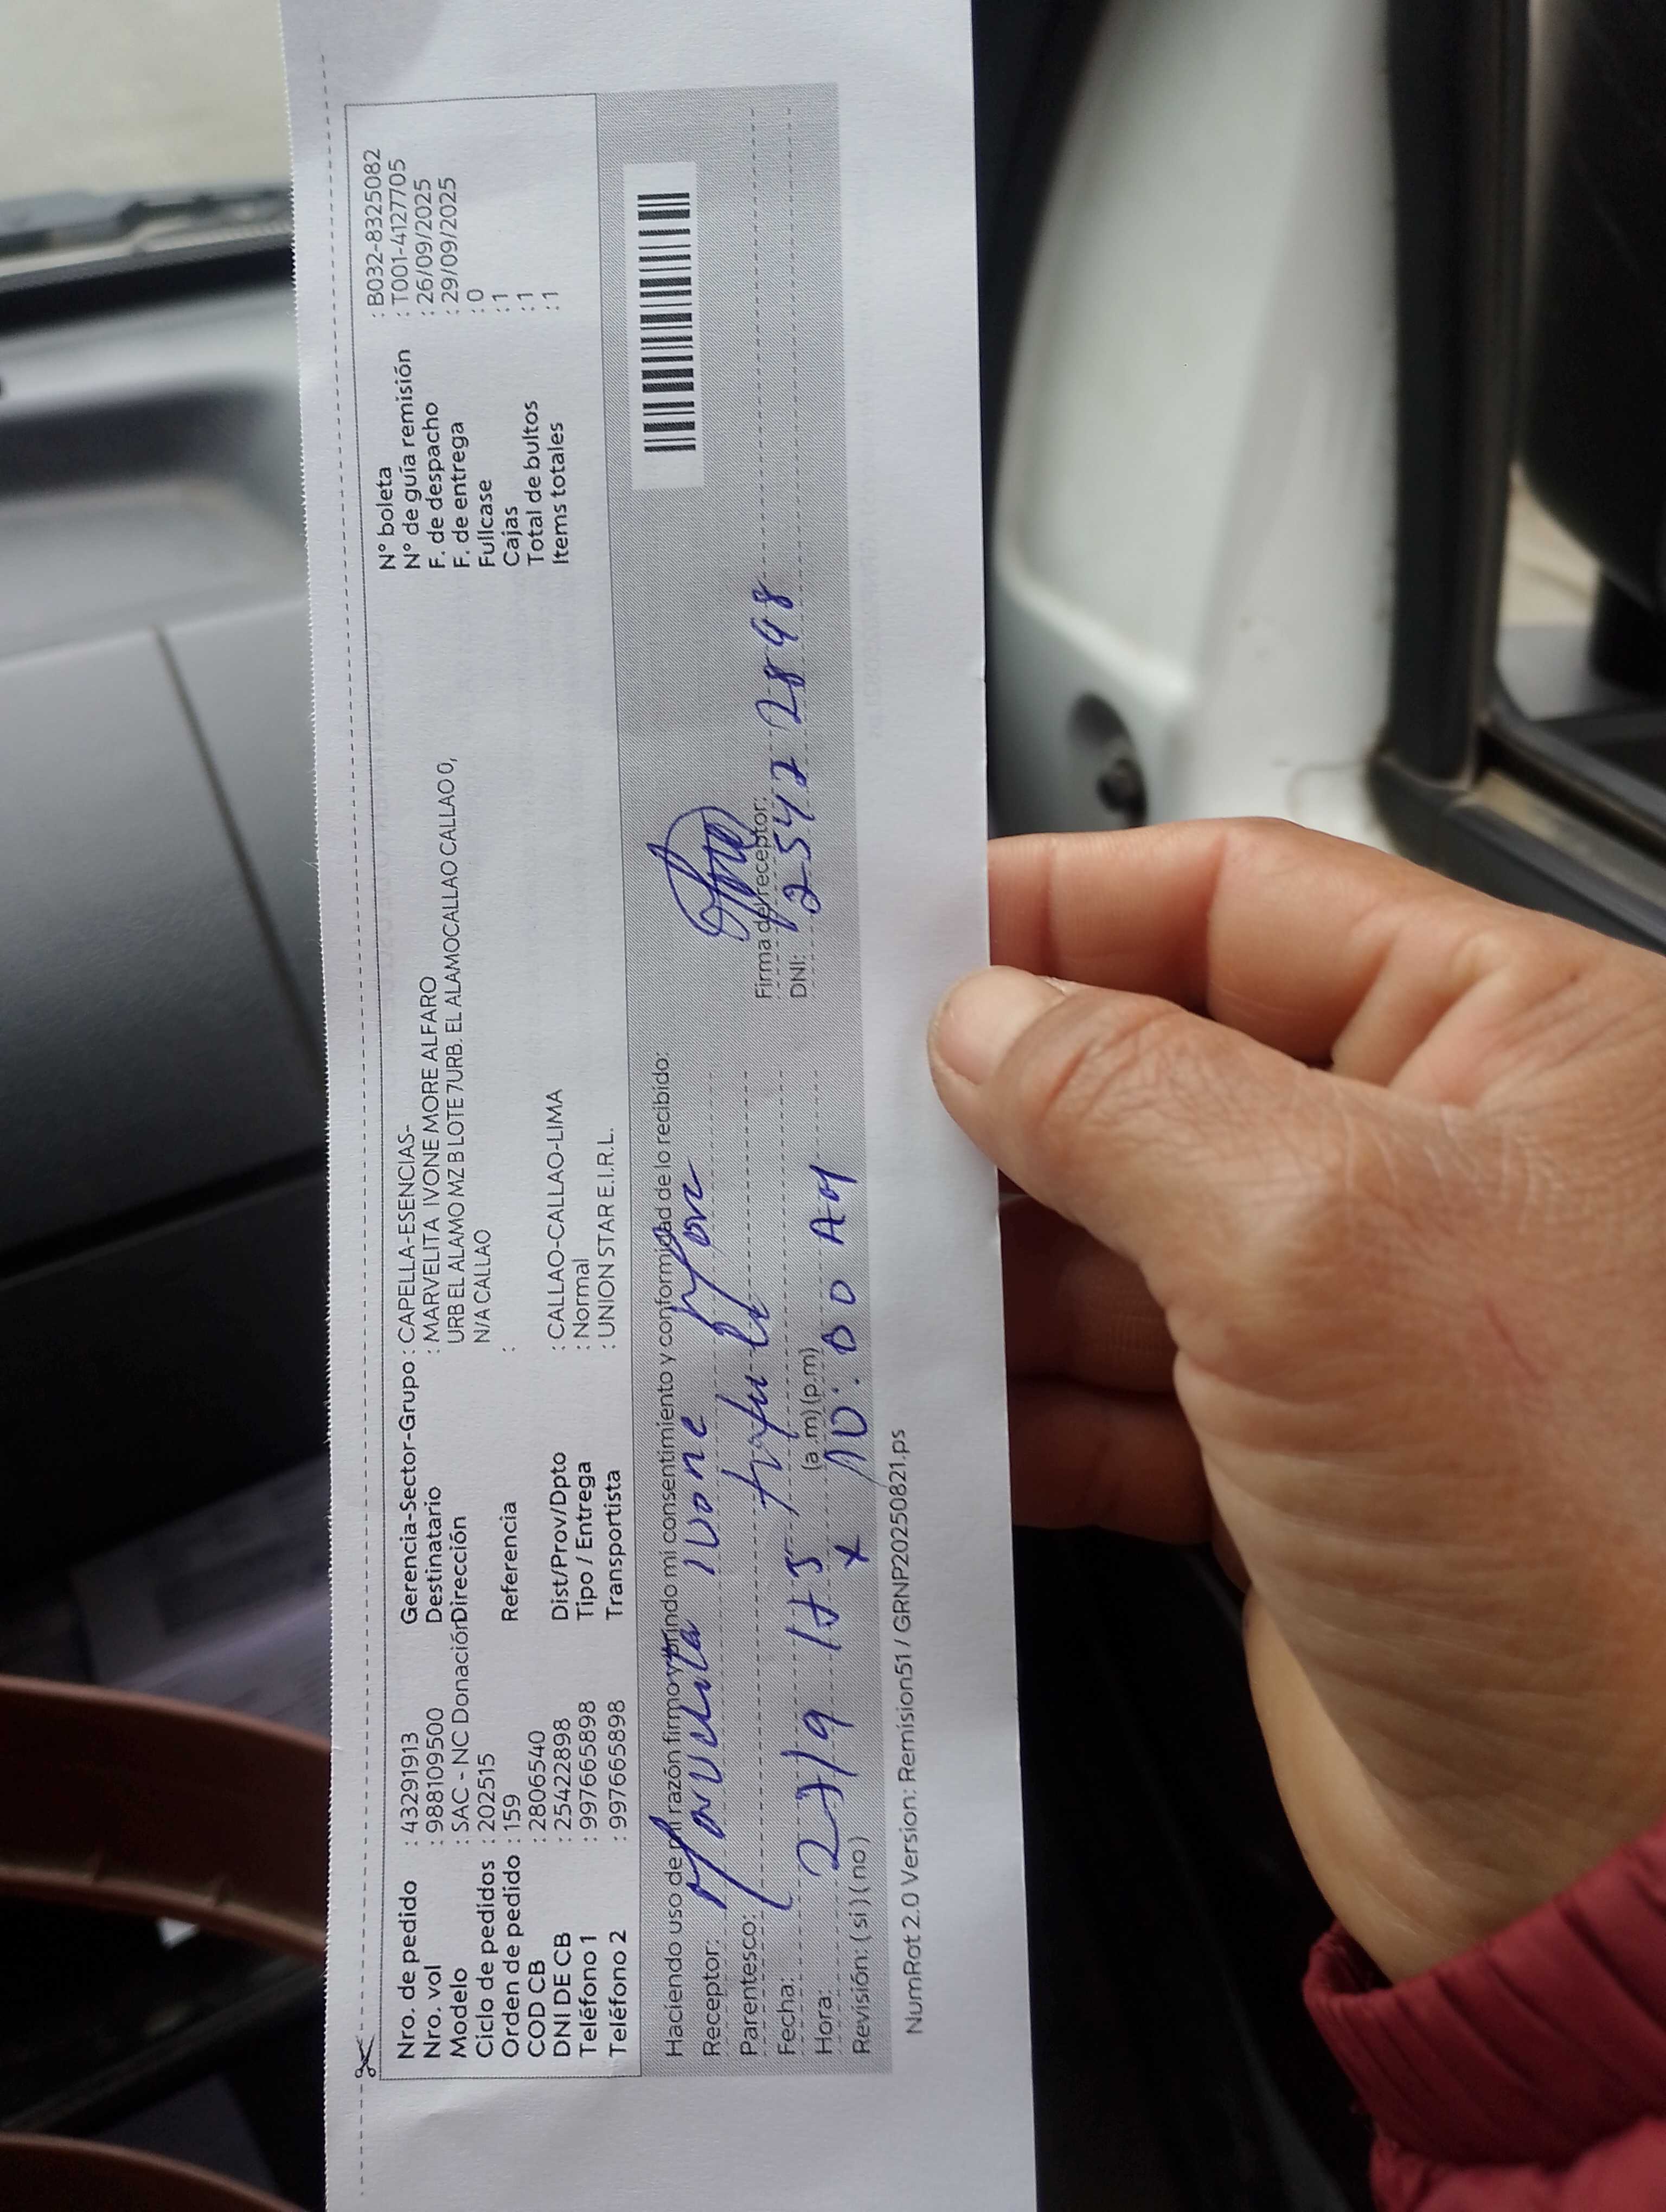 Nro. de pedido : 43291913
Nro. vol : 988109500
Modelo : SAC - NC Donación
Ciclo de pedidos : 202515
Orden de pedido : 159
COD CB : 2806540
DNI DE CB : 25422898
Teléfono 1 : 997665898
Teléfono 2 : 997665898
Gerencia-Sector-Grupo : CAPELLA-ESENCIAS-
Destinatario : MARVELITA IVONE MORE ALFARO
Dirección URB EL ALAMO MZ B LOTE 7URB. EL ALAMOCALLAO CALLAO 0,
N/A CALLAO
Referencia :
Dist/Prov/Dpto : CALLAO-CALLAO-LIMA
Tipo / Entrega : Normal
Transportista : UNION STAR E.I.R.L.
N° boleta : B032-8325082
N° de guía remisión : T001-4127705
F. de despacho : 26/09/2025
F. de entrega : 29/09/2025
Fullcase : 0
Cajas : 1
Total de bultos : 1
Items totales : 1
Haciendo uso de mi razón firmo y brindo mi consentimiento y conformidad de lo recibido:
Receptor: Marvelita Ivone
Parentesco:
Fecha:
Hora: (a.m) (p.m) 10:00 AM
Revisión: (si) (no)
Firma del receptor:
DNI: 25422898
NumRot 2.0 Version: Remision51 / GRNP20250821.ps